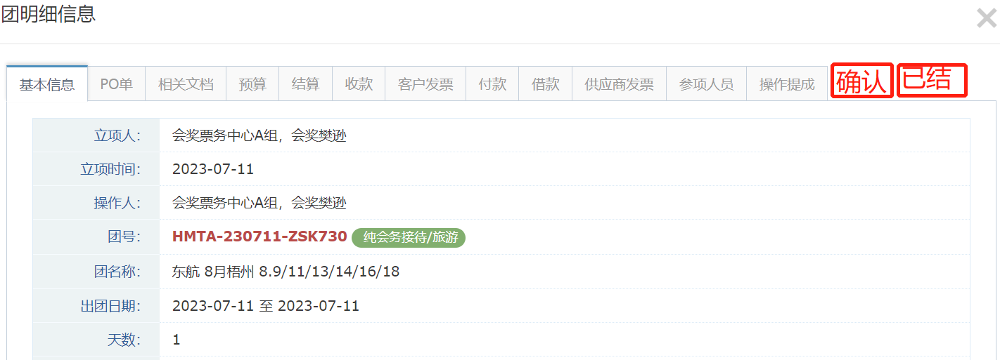 团明细信息
基本信息 PO单 相关文档 预算 结算 收款 客户发票 付款 借款 供应商发票 参项人员 操作提成 确认 已结
立项人： 会奖票务中心A组，会奖樊逊
立项时间： 2023-07-11
操作人： 会奖票务中心A组，会奖樊逊
团号： HMTA-230711-ZSK730 纯会务接待/旅游
团名称： 东航 8月梧州 8.9/11/13/14/16/18
出团日期： 2023-07-11 至 2023-07-11
天数： 1